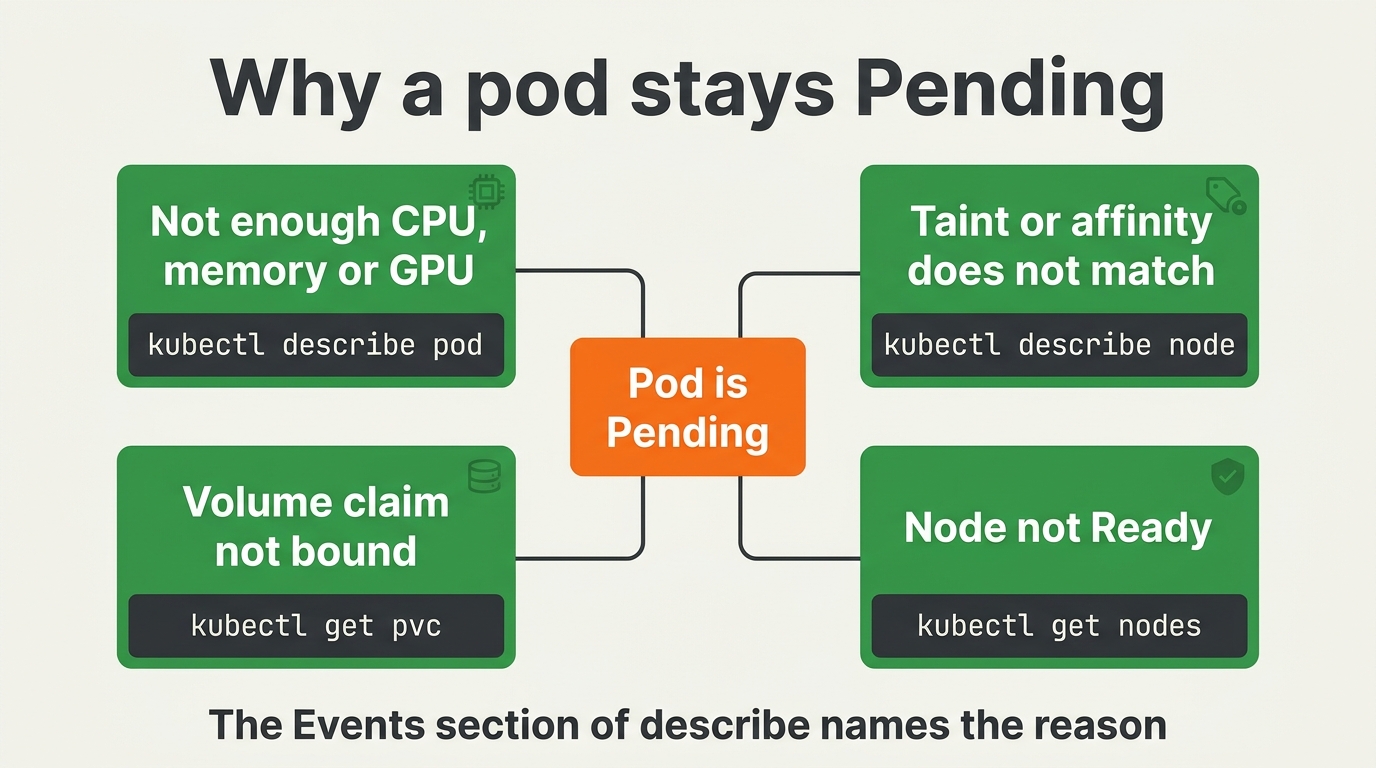 Why a pod stays Pending
Not enough CPU,
memory or GPU
kubectl describe pod
Taint or affinity
does not match
kubectl describe node
Pod is
Pending
Volume claim
not bound
kubectl get pvc
Node not Ready
kubectl get nodes
The Events section of describe names the reason